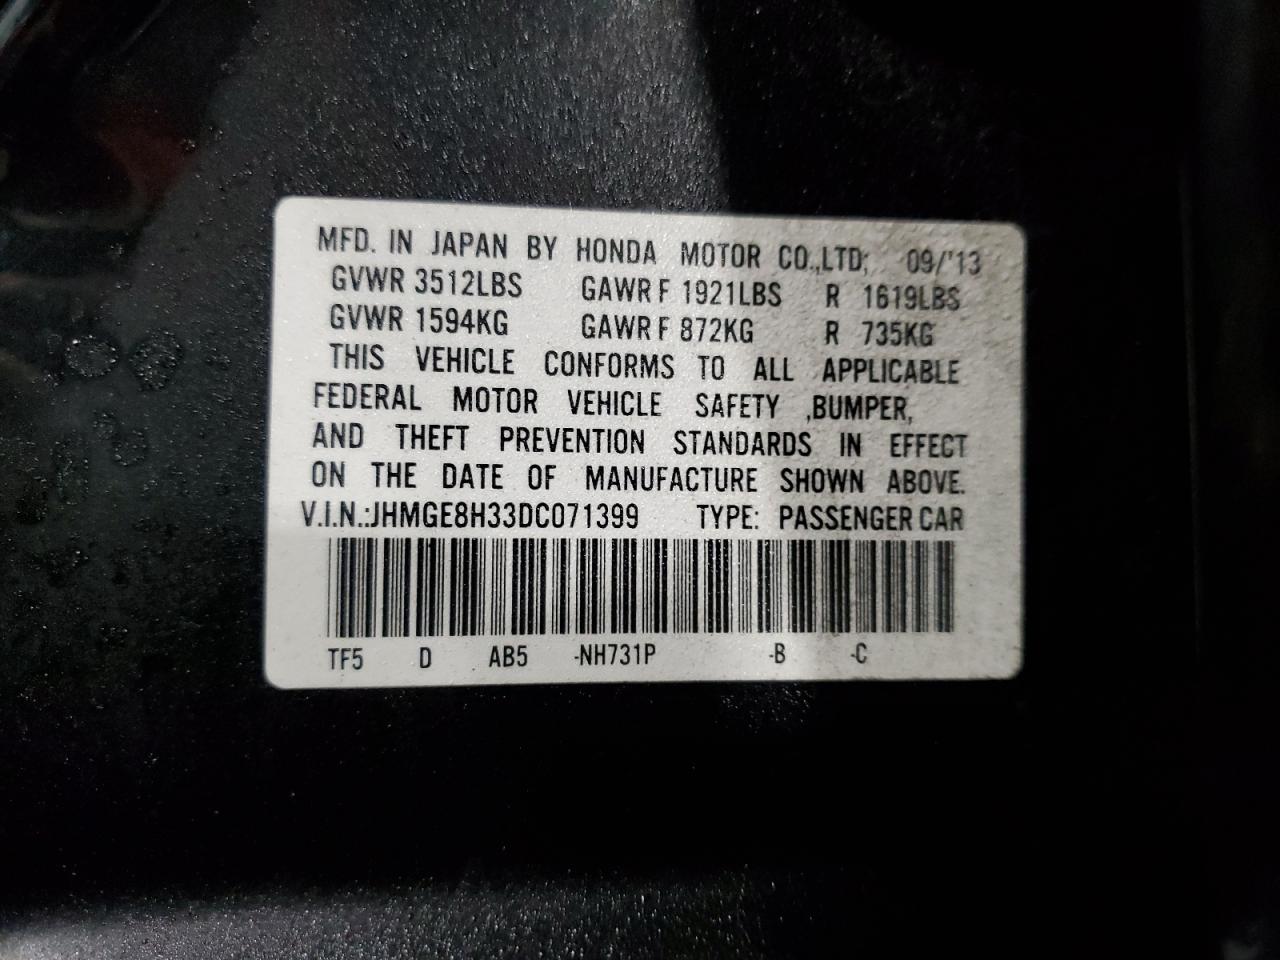 MFD. IN JAPAN BY HONDA MOTOR CO.,LTD; 09/'13
GVWR 3512LBS GAWR F 1921LBS R 1619LBS
GVWR 1594KG GAWR F 872KG R 735KG
THIS VEHICLE CONFORMS TO ALL APPLICABLE
FEDERAL MOTOR VEHICLE SAFETY ,BUMPER,
AND THEFT PREVENTION STANDARDS IN EFFECT
ON THE DATE OF MANUFACTURE SHOWN ABOVE.
V.I.N.:JHMGE8H33DC071399 TYPE: PASSENGER CAR
TF5 D AB5 -NH731P -B -C